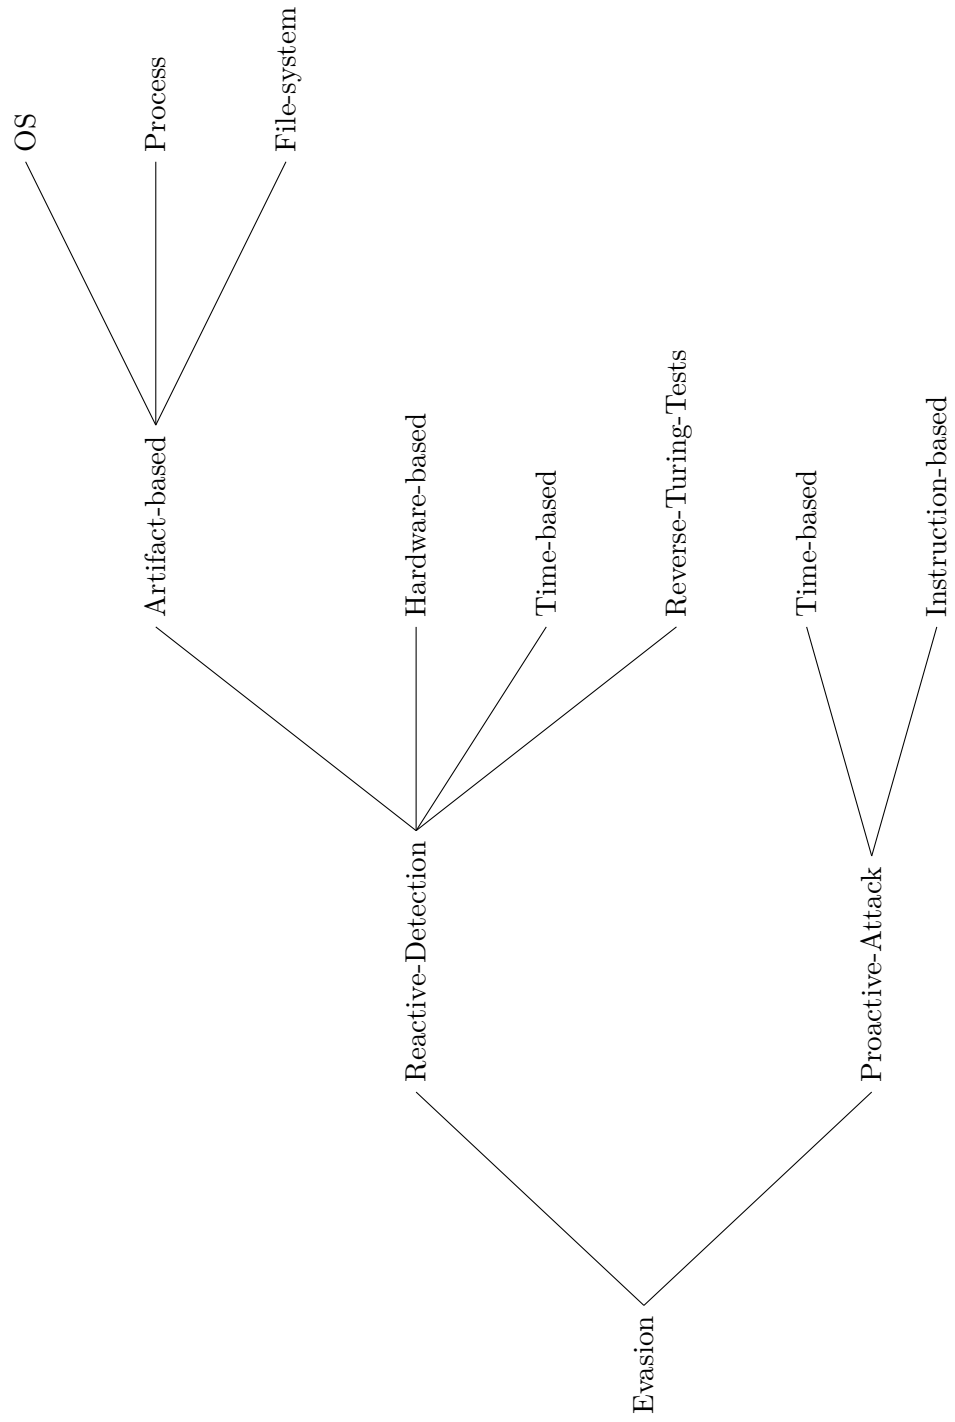 Evasion
Reactive-Detection
Artifact-based
OS
Process
File-system
Hardware-based
Time-based
Reverse-Turing-Tests
Proactive-Attack
Time-based
Instruction-based